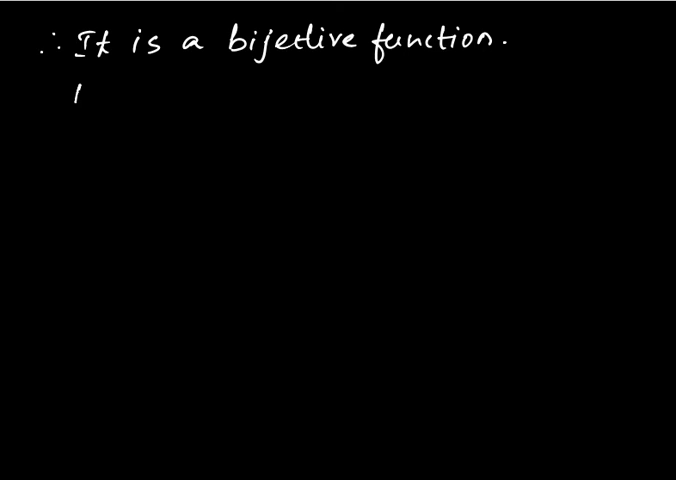 ∴ It is a bijective function.